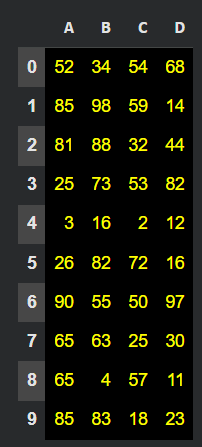 A B C D
0 52 34 54 68
1 85 98 59 14
2 81 88 32 44
3 25 73 53 82
4 3 16 2 12
5 26 82 72 16
6 90 55 50 97
7 65 63 25 30
8 65 4 57 11
9 85 83 18 23